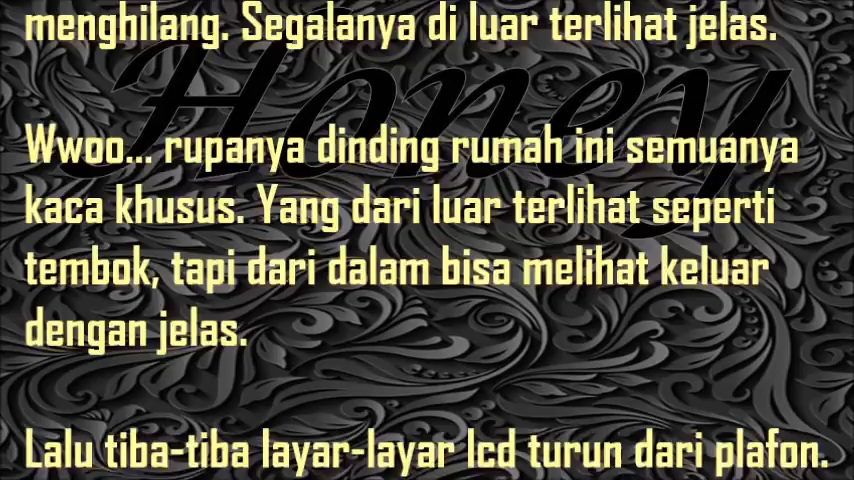 menghilang. Segalanya di luar terlihat jelas.
Honey
Wwoo... rupanya dinding rumah ini semuanya
kaca khusus. Yang dari luar terlihat seperti
tembok, tapi dari dalam bisa melihat keluar
dengan jelas.
Lalu tiba-tiba layar-layar lcd turun dari plafon.